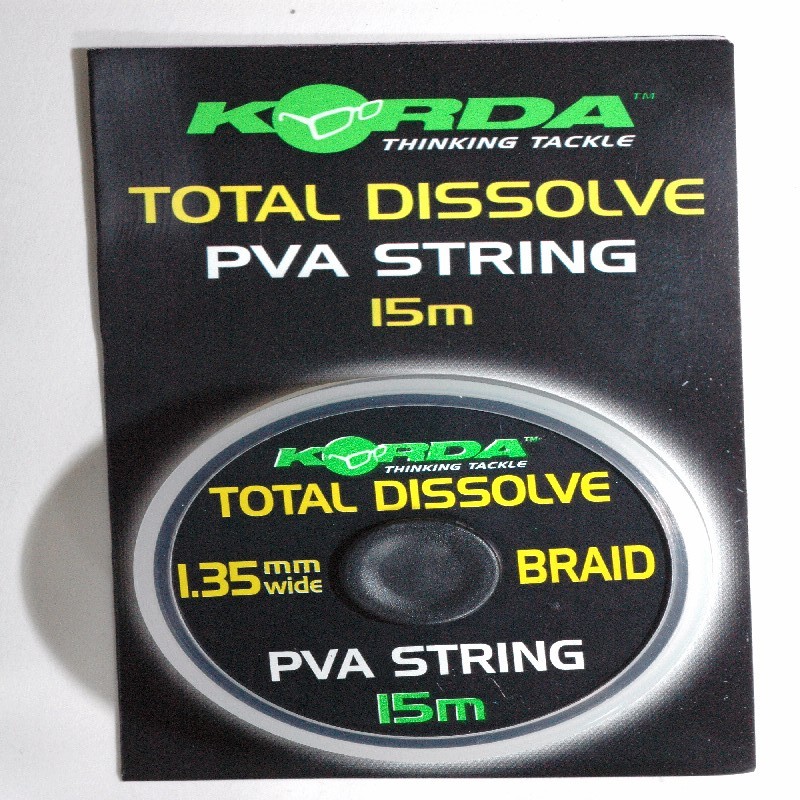 KORDA™
THINKING TACKLE
TOTAL DISSOLVE
PVA STRING
15m
KORDA™
THINKING TACKLE
TOTAL DISSOLVE
1.35mm wide BRAID
PVA STRING
15m